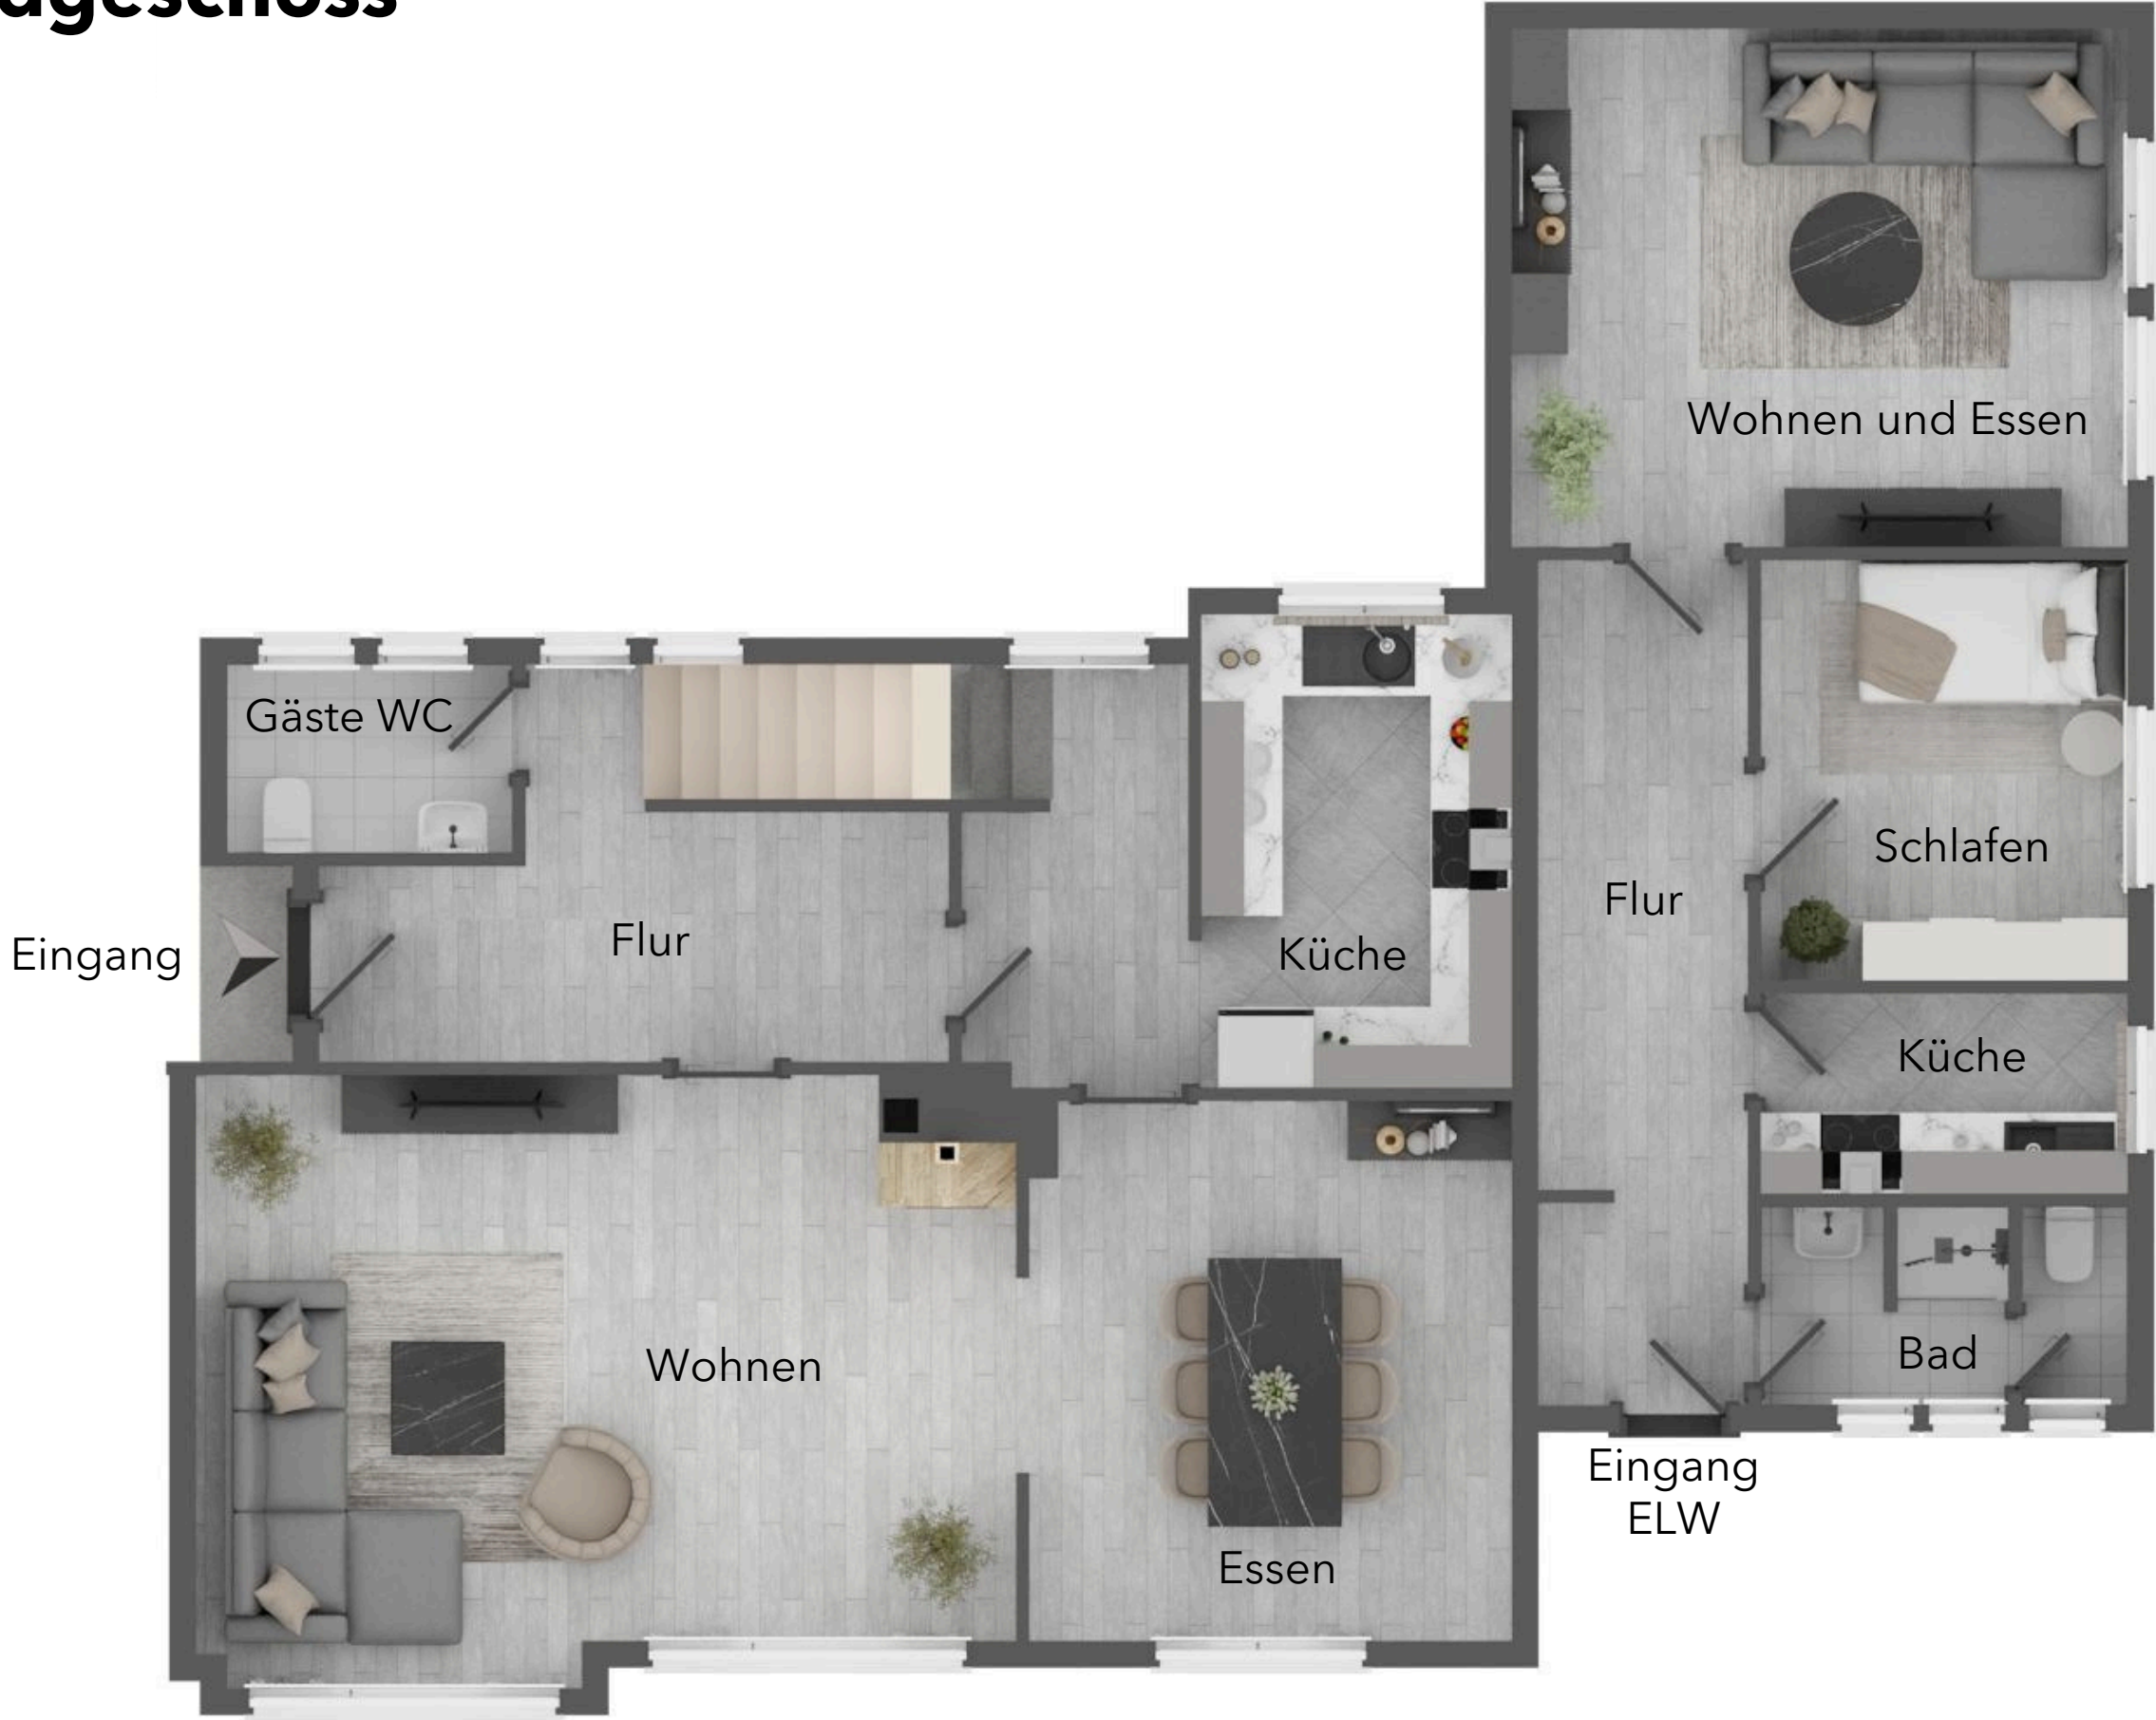 Wohnen und Essen
Gäste WC
Schlafen
Flur
Flur
Eingang
Küche
Küche
Bad
Wohnen
Eingang
ELW
Essen